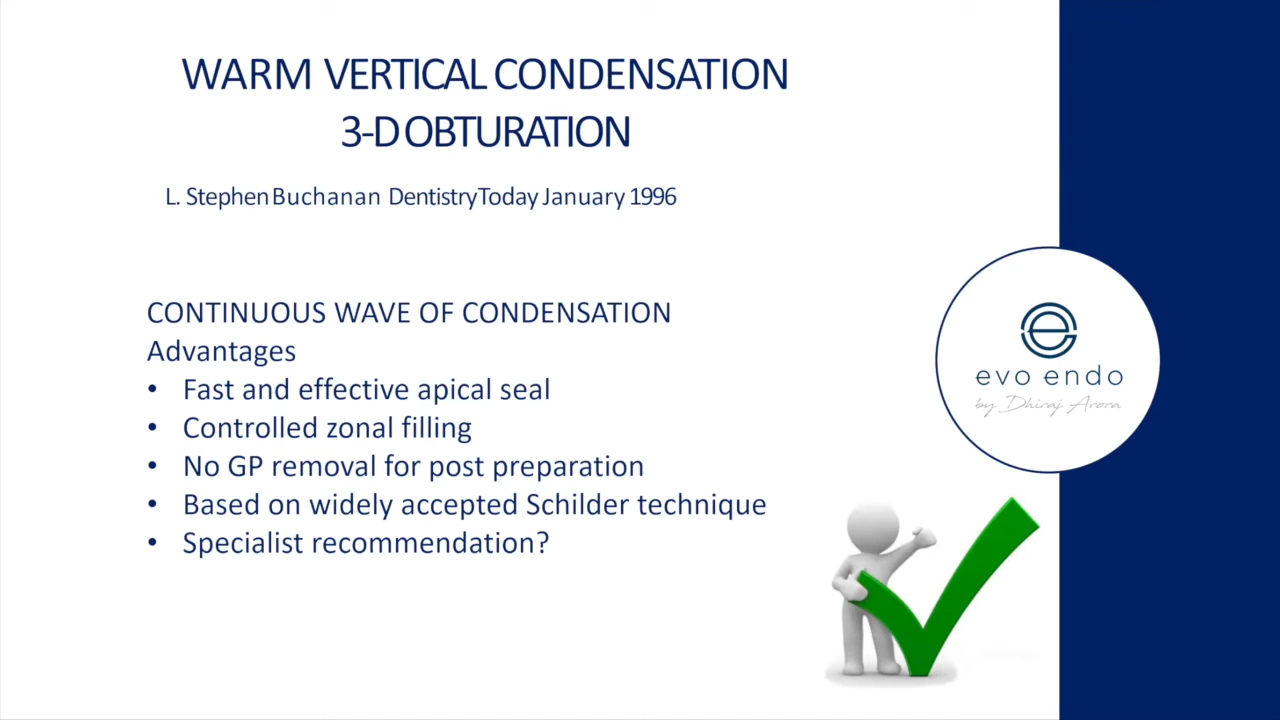 WARM VERTICAL CONDENSATION
3-D OBTURATION
L. Stephen Buchanan Dentistry Today January 1996
CONTINUOUS WAVE OF CONDENSATION
Advantages
• Fast and effective apical seal
• Controlled zonal filling
• No GP removal for post preparation
• Based on widely accepted Schilder technique
• Specialist recommendation?
evo endo
by Dhiraj Arora